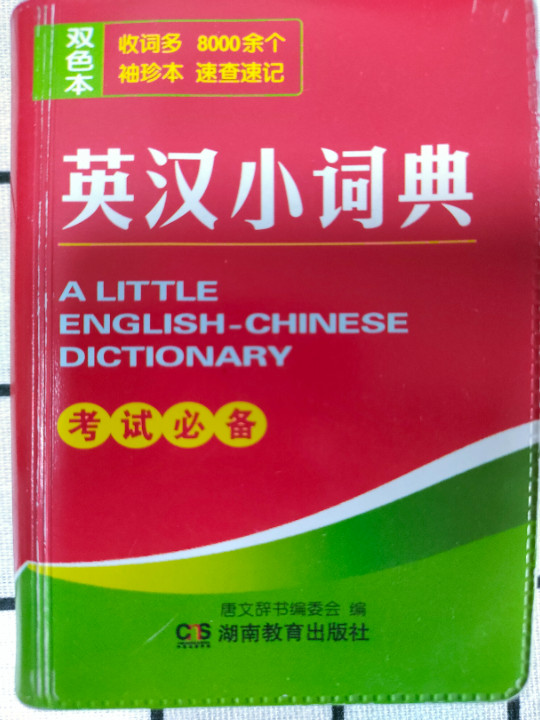 双色本
收词多 8000余个
袖珍本 速查速记
英汉小词典
A LITTLE
ENGLISH-CHINESE
DICTIONARY
考试必备
唐文辞书编委会 编
湖南教育出版社